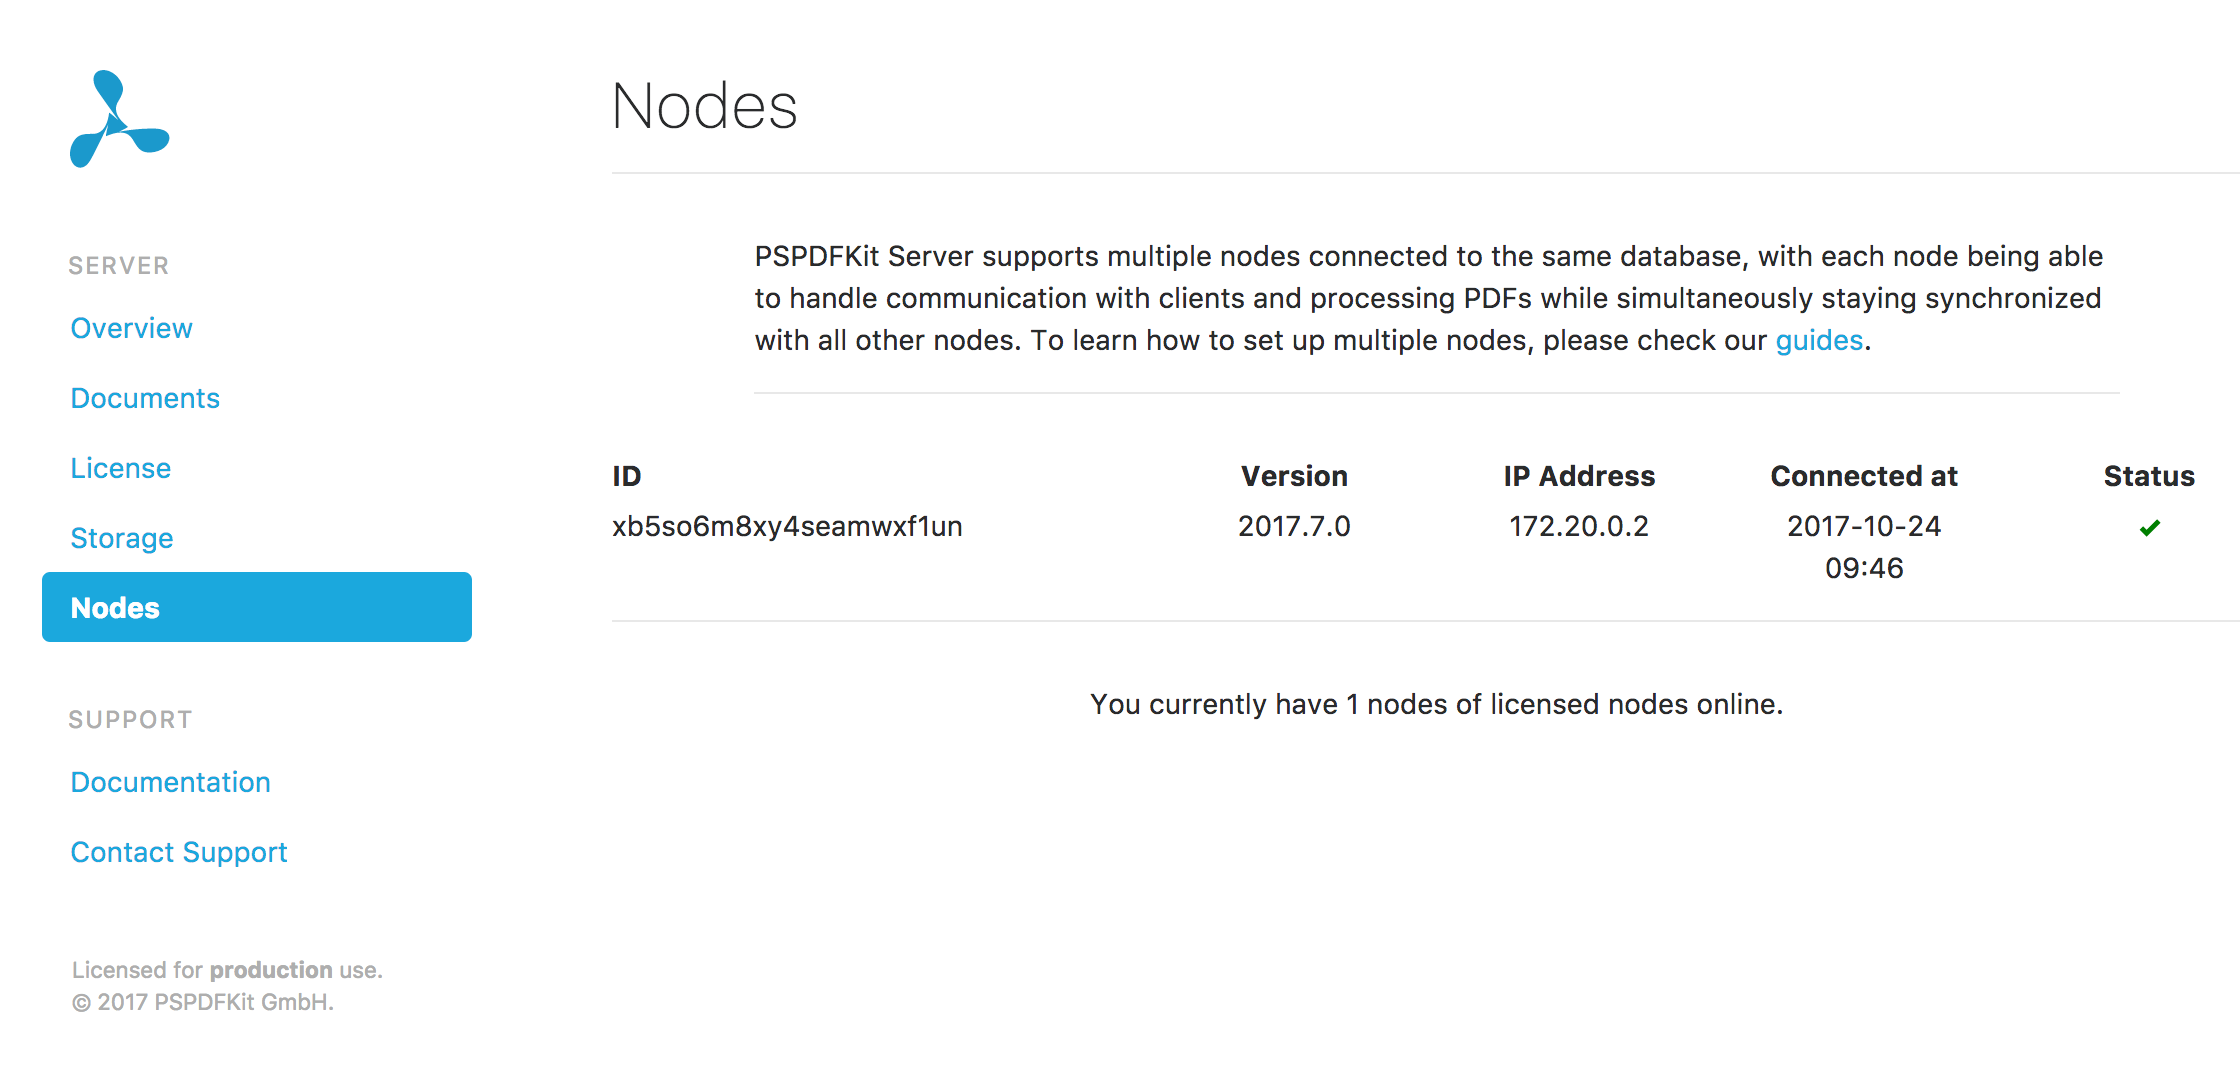 SERVER
Overview
Documents
License
Storage
Nodes
SUPPORT
Documentation
Contact Support
Licensed for production use.
© 2017 PSPDFKit GmbH.
Nodes
PSPDFKit Server supports multiple nodes connected to the same database, with each node being able
to handle communication with clients and processing PDFs while simultaneously staying synchronized
with all other nodes. To learn how to set up multiple nodes, please check our guides.
ID Version IP Address Connected at Status
xb5so6m8xy4seamwxf1un 2017.7.0 172.20.0.2 2017-10-24
09:46
You currently have 1 nodes of licensed nodes online.